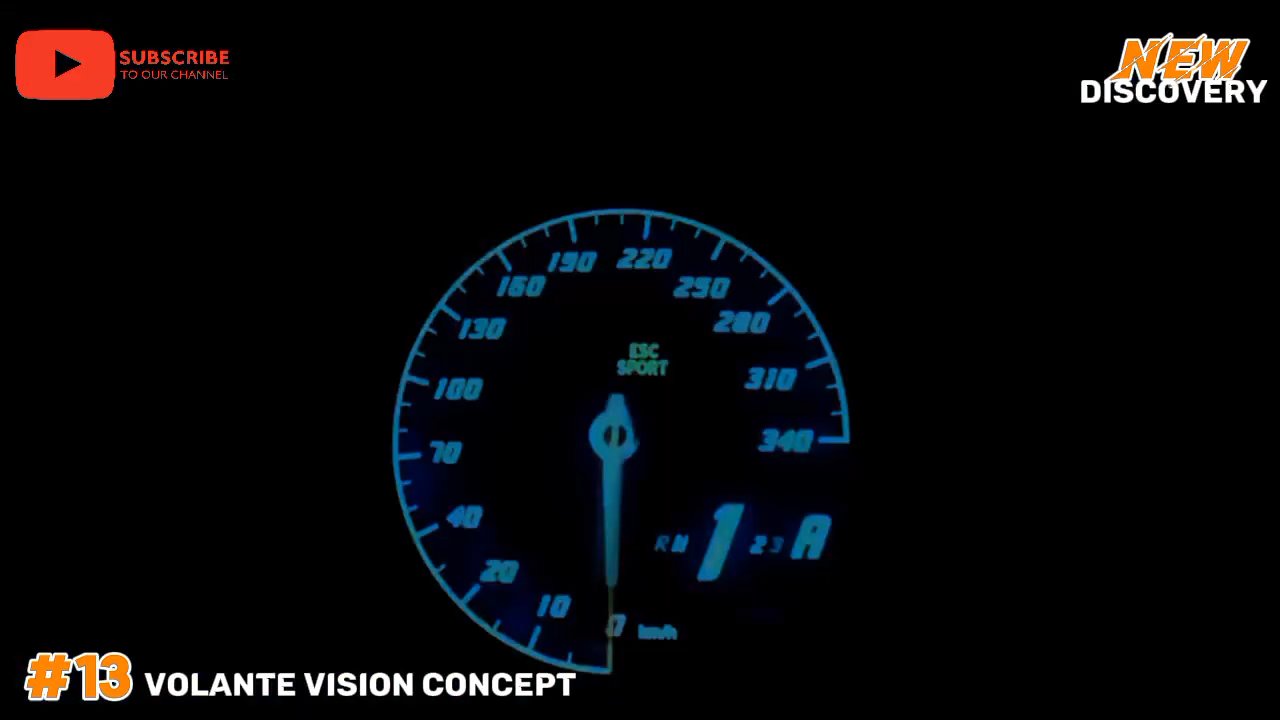 SUBSCRIBE
TO OUR CHANNEL
NEW
DISCOVERY
190 220
160 250
130 280
ESC
SPORT
100 310
70 340
40
R N 1 2 3 A
20
10
0 km/h
#13 VOLANTE VISION CONCEPT